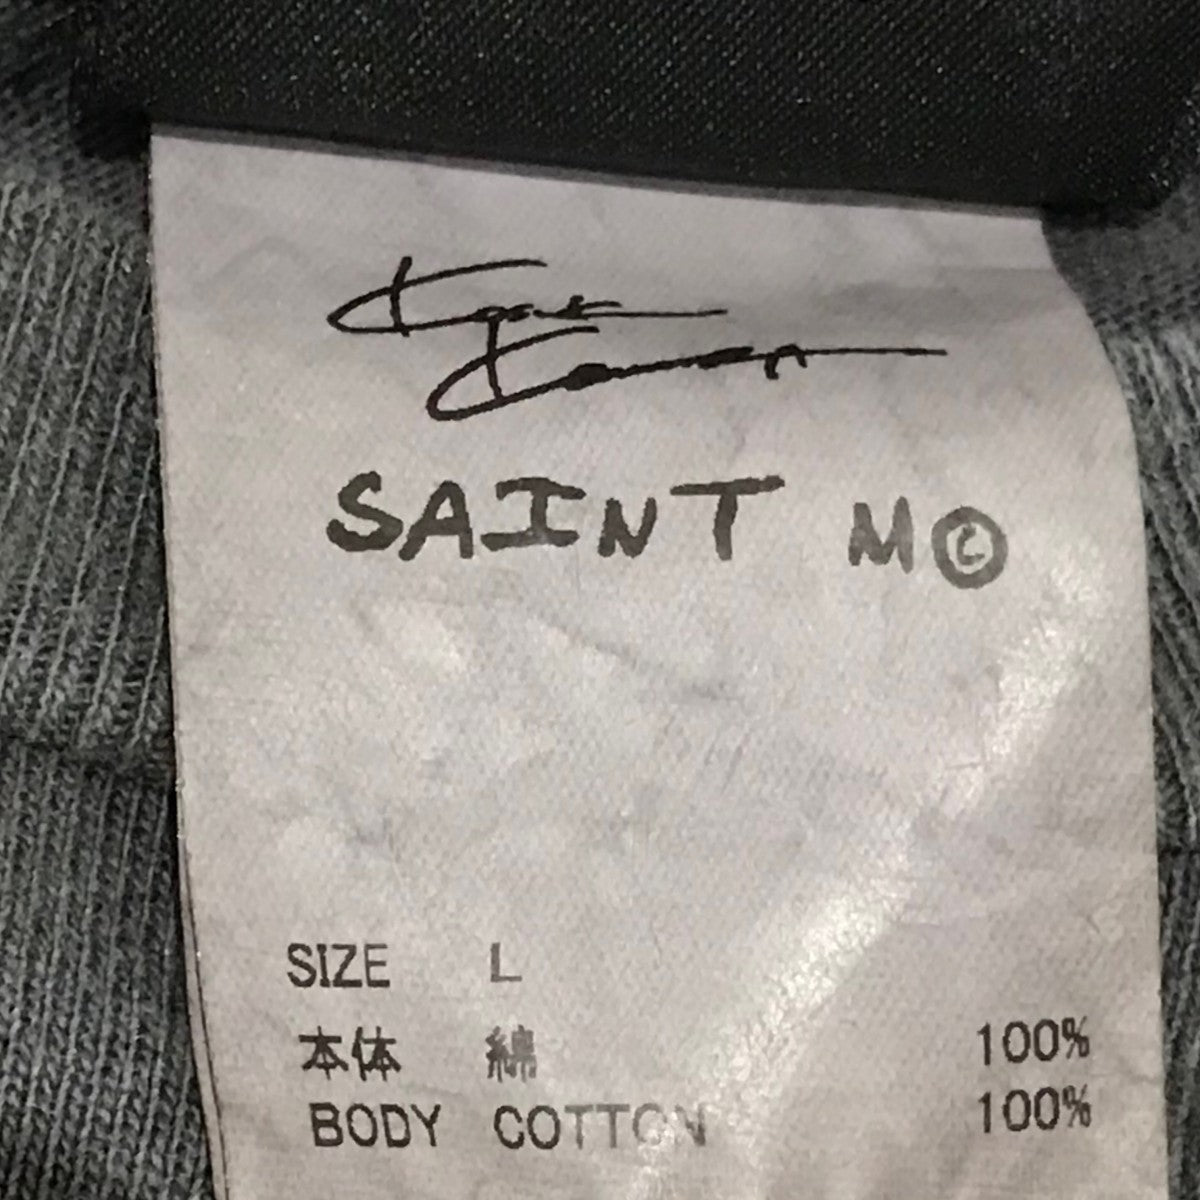 SAINT M©
SIZE L
本体 綿 100%
BODY COTTON 100%